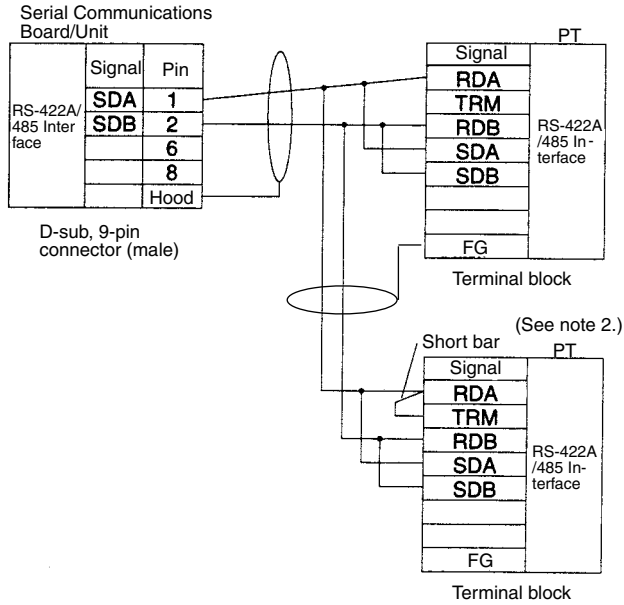 Serial Communications
Board/Unit
Signal Pin
SDA 1
SDB 2
6
8
Hood
RS-422A/
485 Inter
face
D-sub, 9-pin
connector (male)
PT
Signal
RDA
TRM
RDB
SDA
SDB
FG
RS-422A
/485 In-
terface
Terminal block
(See note 2.)
Short bar
PT
Signal
RDA
TRM
RDB
SDA
SDB
FG
RS-422A
/485 In-
terface
Terminal block